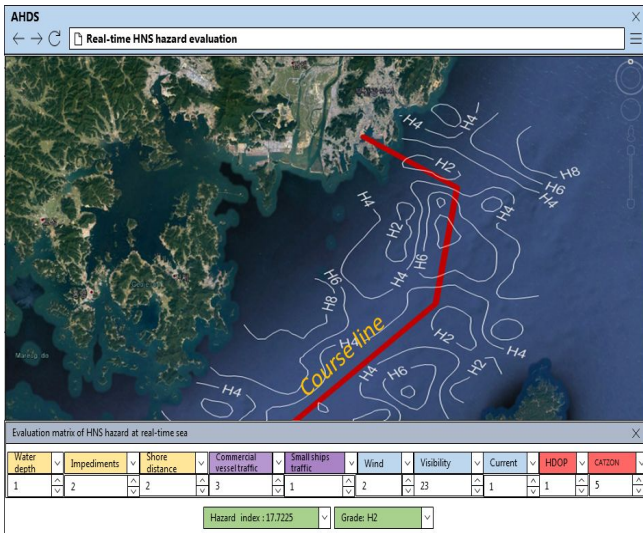 AHDS
Real-time HNS hazard evaluation
H4
H4
H2
H8
H6
H4
H4
H4
H2
H6
H4
H6
H8
H4
Course line
H4
H6
H2
H4
H2
H4
H4
Evaluation matrix of HNS hazard at real-time sea
Water depth
Impediments
Shore distance
Commercial vessel traffic
Small ships traffic
Wind
Visibility
Current
HDOP
CATZON
1 2 2 3 1 2 23 1 1 5
Hazard index : 17.7225 Grade: H2